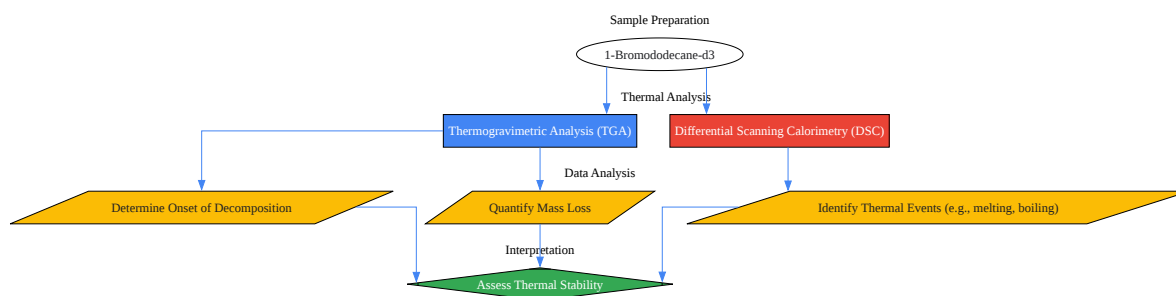 Sample Preparation
1-Bromododecane-d3
Thermal Analysis
Thermogravimetric Analysis (TGA)
Differential Scanning Calorimetry (DSC)
Data Analysis
Determine Onset of Decomposition
Quantify Mass Loss
Identify Thermal Events (e.g., melting, boiling)
Interpretation
Assess Thermal Stability